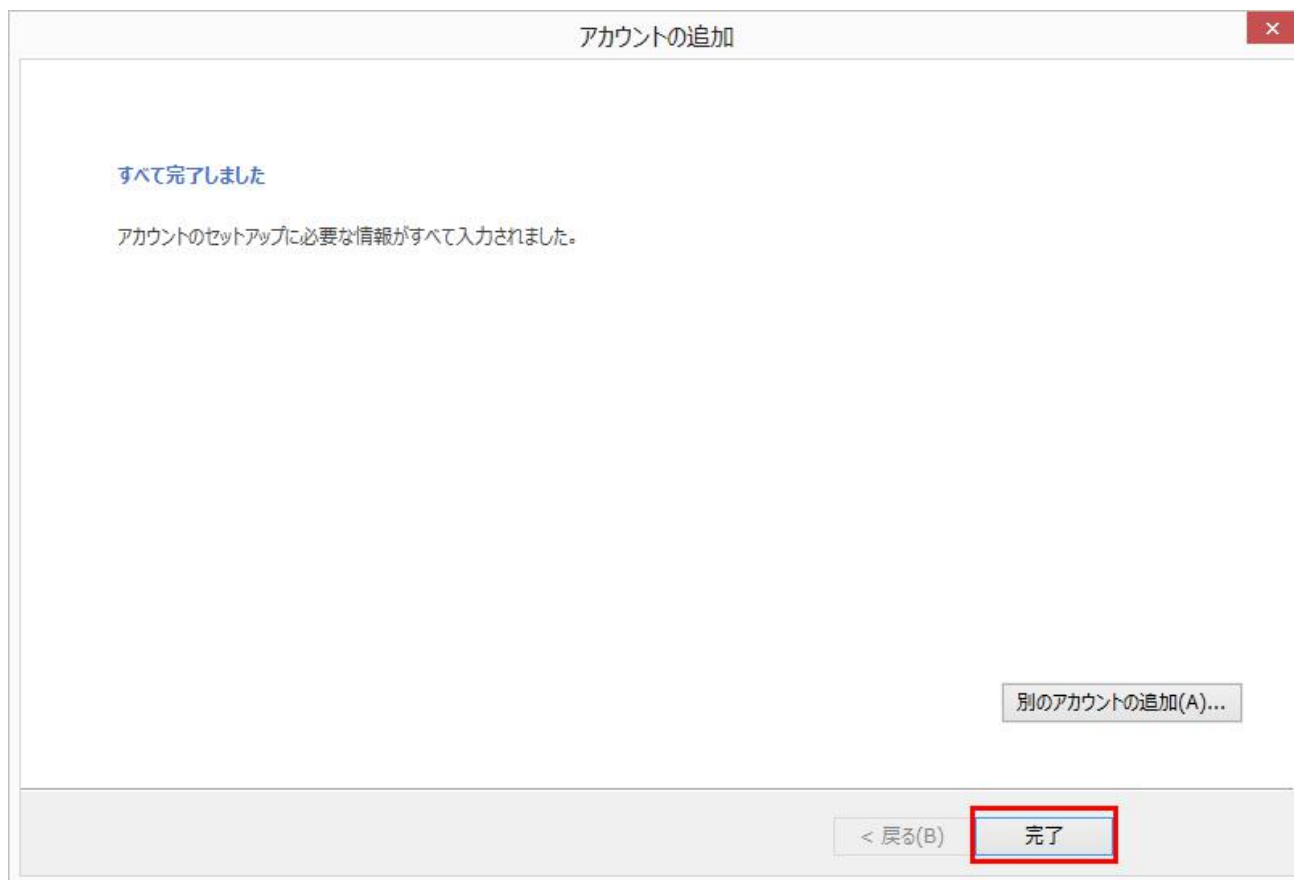 アカウントの追加
すべて完了しました
アカウントのセットアップに必要な情報がすべて入力されました。
別のアカウントの追加(A)...
< 戻る(B)
完了